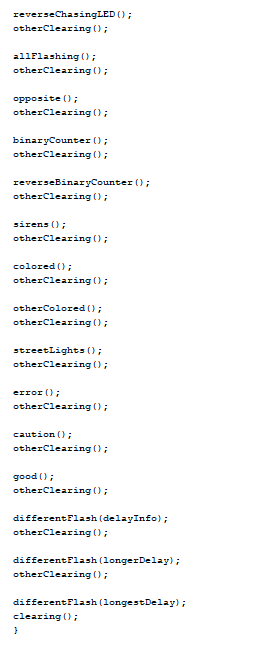 reverseChasingLED();
otherClearing();

allFlashing();
otherClearing();

opposite();
otherClearing();

binaryCounter();
otherClearing();

reverseBinaryCounter();
otherClearing();

sirens();
otherClearing();

colored();
otherClearing();

otherColored();
otherClearing();

streetLights();
otherClearing();

error();
otherClearing();

caution();
otherClearing();

good();
otherClearing();

differentFlash(delayInfo);
otherClearing();

differentFlash(longerDelay);
otherClearing();

differentFlash(longestDelay);
clearing();
}